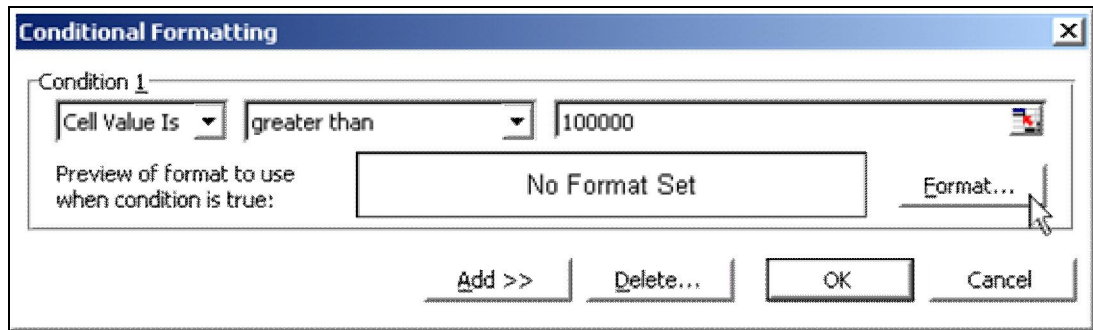 Conditional Formatting
Condition 1
Cell Value Is greater than 100000
Preview of format to use
when condition is true:
No Format Set
Format...
Add >> Delete... OK Cancel